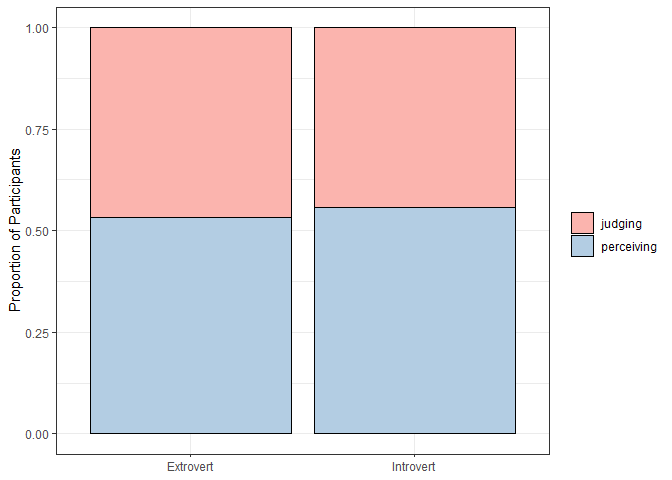 Proportion of Participants
1.00
0.75
0.50
0.25
0.00
Extrovert
Introvert
judging
perceiving